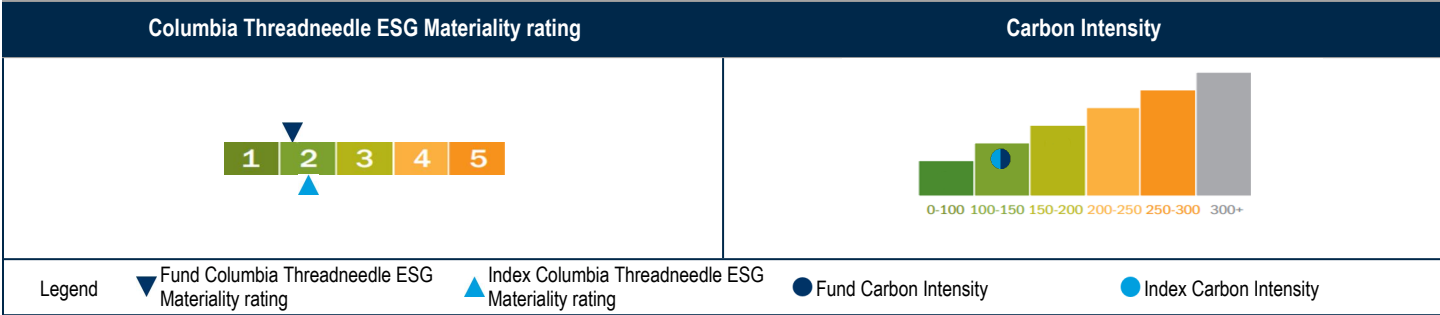 Columbia Threadneedle ESG Materiality rating
Carbon Intensity
1 2 3 4 5
0-100 100-150 150-200 200-250 250-300 300+
Legend
Fund Columbia Threadneedle ESG
Materiality rating
Index Columbia Threadneedle ESG
Materiality rating
Fund Carbon Intensity
Index Carbon Intensity